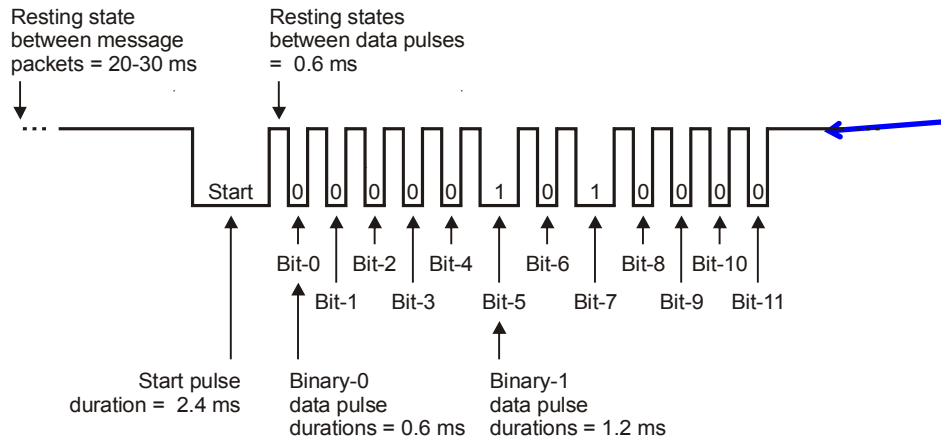 Resting state
between message
packets = 20-30 ms
Resting states
between data pulses
= 0.6 ms
Start 0 0 0 0 0 1 0 1 0 0 0 0
Bit-0 Bit-2 Bit-4 Bit-6 Bit-8 Bit-10
Bit-1 Bit-3 Bit-5 Bit-7 Bit-9 Bit-11
Start pulse
duration = 2.4 ms
Binary-0
data pulse
durations = 0.6 ms
Binary-1
data pulse
durations = 1.2 ms